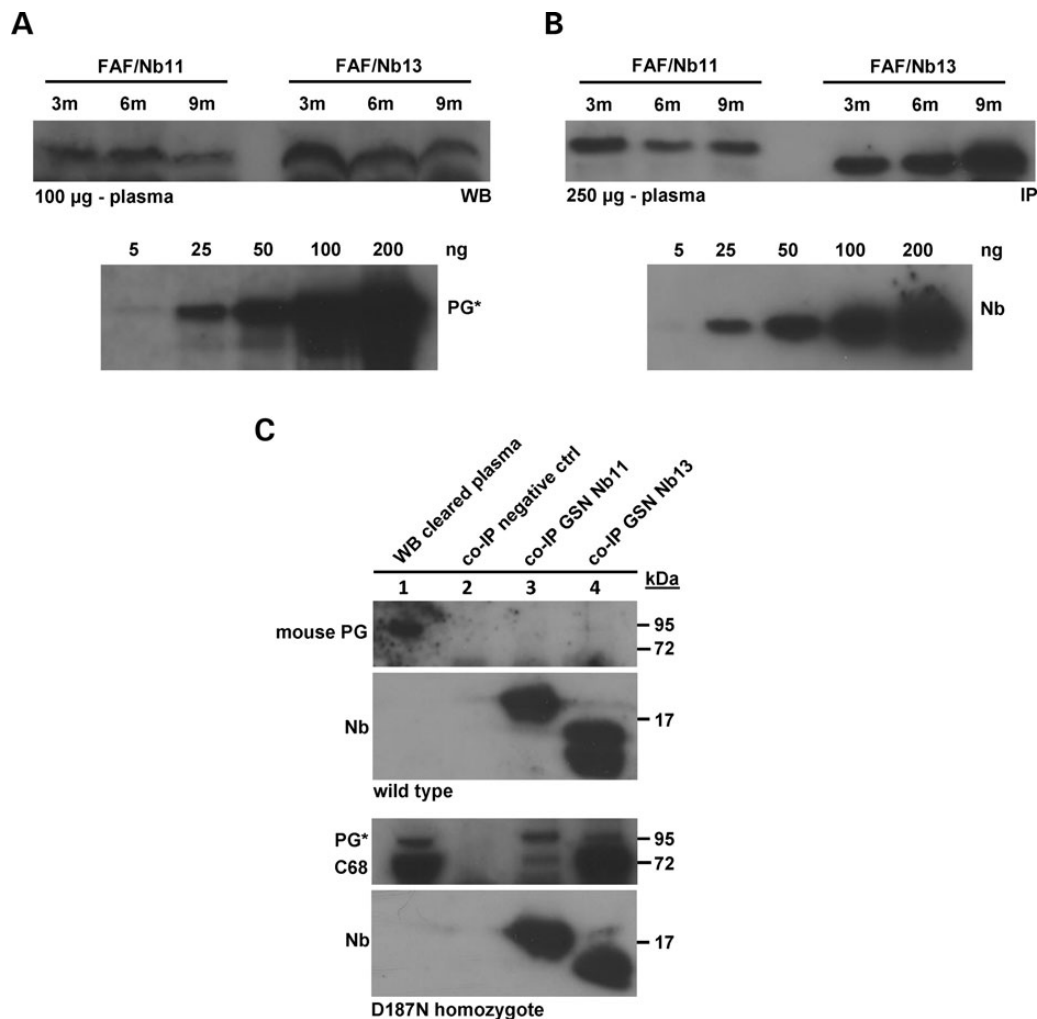 A
FAF/Nb11 FAF/Nb13
3m 6m 9m 3m 6m 9m
100 µg - plasma WB
5 25 50 100 200 ng
PG*
B
FAF/Nb11 FAF/Nb13
3m 6m 9m 3m 6m 9m
250 µg - plasma IP
5 25 50 100 200 ng
Nb
C
WB cleared plasma
co-IP negative ctrl
co-IP GSN Nb11
co-IP GSN Nb13
1 2 3 4 kDa
mouse PG
95
72
Nb
17
wild type
PG*
95
C68
72
Nb
17
D187N homozygote